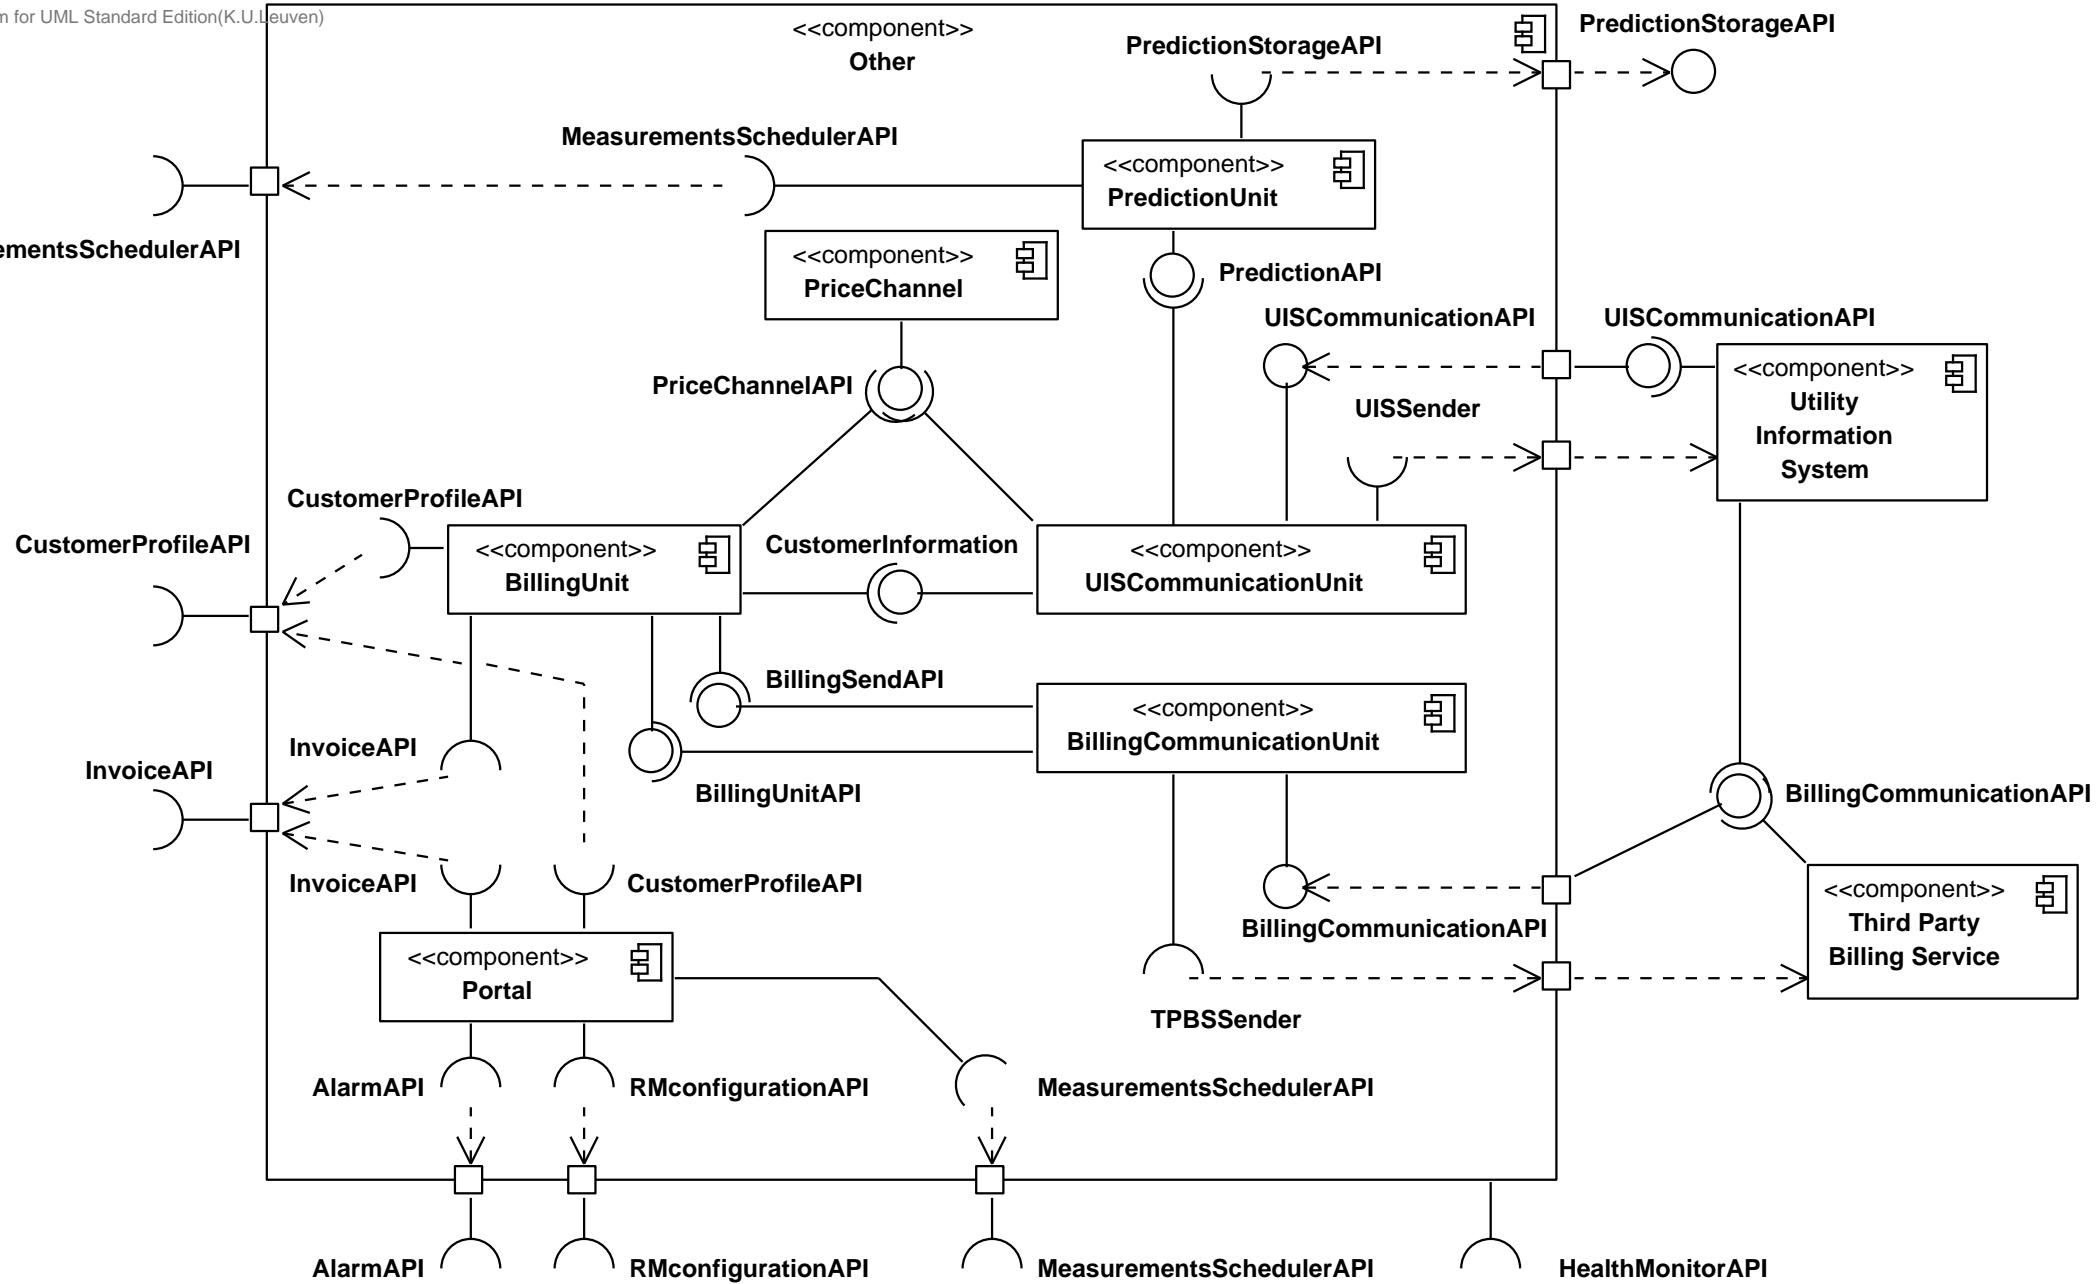 m for UML Standard Edition(K.U.Leuven)
<<component>>
Other
PredictionStorageAPI
PredictionStorageAPI
MeasurementsSchedulerAPI
<<component>>
PredictionUnit
ementsSchedulerAPI
<<component>>
PriceChannel
PredictionAPI
UISCommunicationAPI
UISCommunicationAPI
<<component>>
Utility
Information
System
PriceChannelAPI
UISSender
CustomerProfileAPI
CustomerProfileAPI
<<component>>
BillingUnit
CustomerInformation
<<component>>
UISCommunicationUnit
BillingSendAPI
<<component>>
BillingCommunicationUnit
InvoiceAPI
InvoiceAPI
BillingUnitAPI
BillingCommunicationAPI
InvoiceAPI
CustomerProfileAPI
<<component>>
Third Party
Billing Service
BillingCommunicationAPI
<<component>>
Portal
TPBSSender
AlarmAPI
RMconfigurationAPI
MeasurementsSchedulerAPI
AlarmAPI
RMconfigurationAPI
MeasurementsSchedulerAPI
HealthMonitorAPI